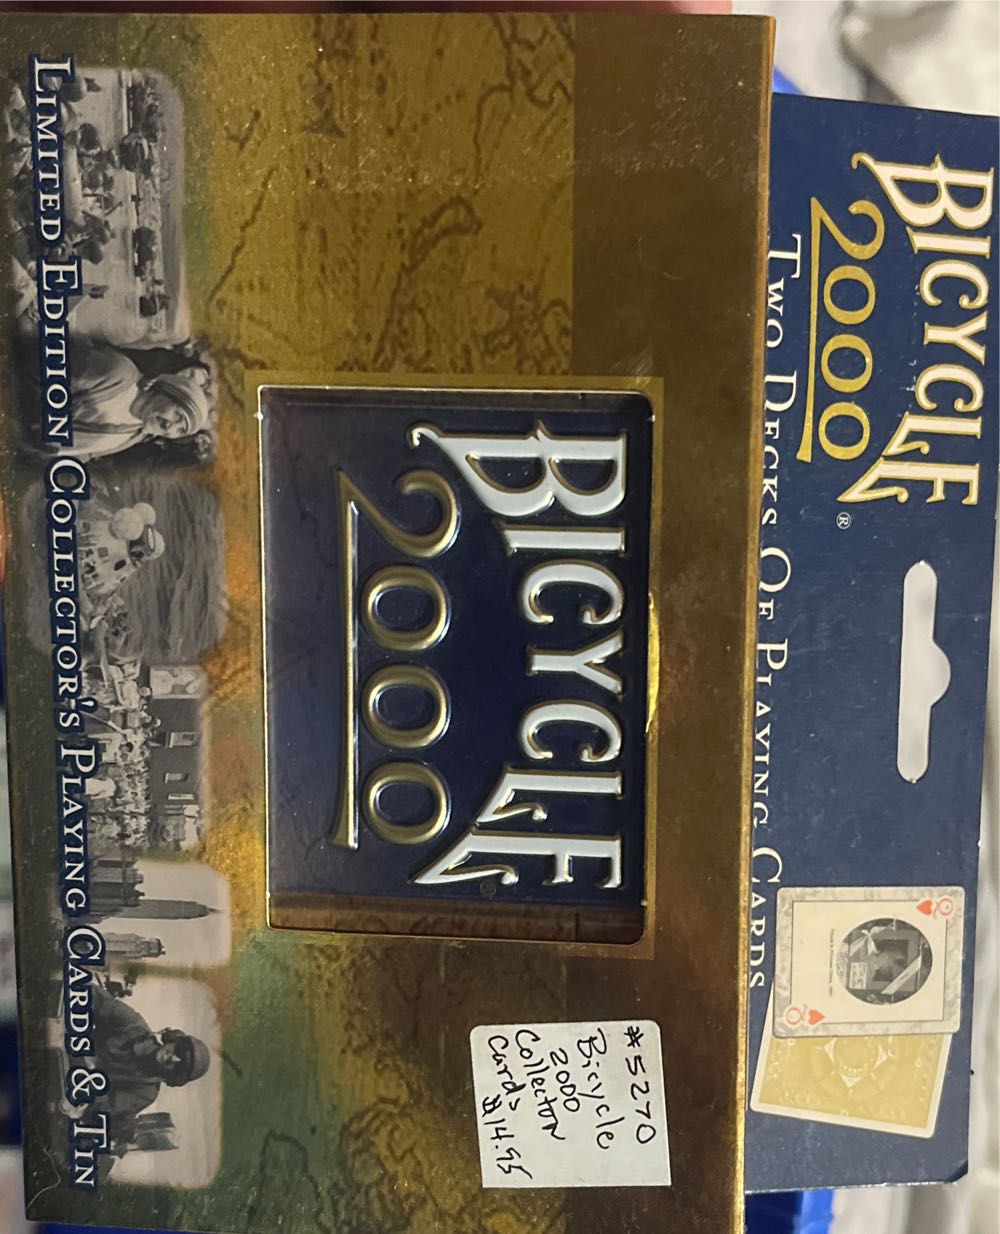 BICYCLE
2000
®
TWO DECKS OF PLAYING CARDS
Q
Q
BICYCLE
2000
®
#5270
Bicycle
2000
Collector
Cards
$14.95
LIMITED EDITION COLLECTOR'S PLAYING CARDS & TIN